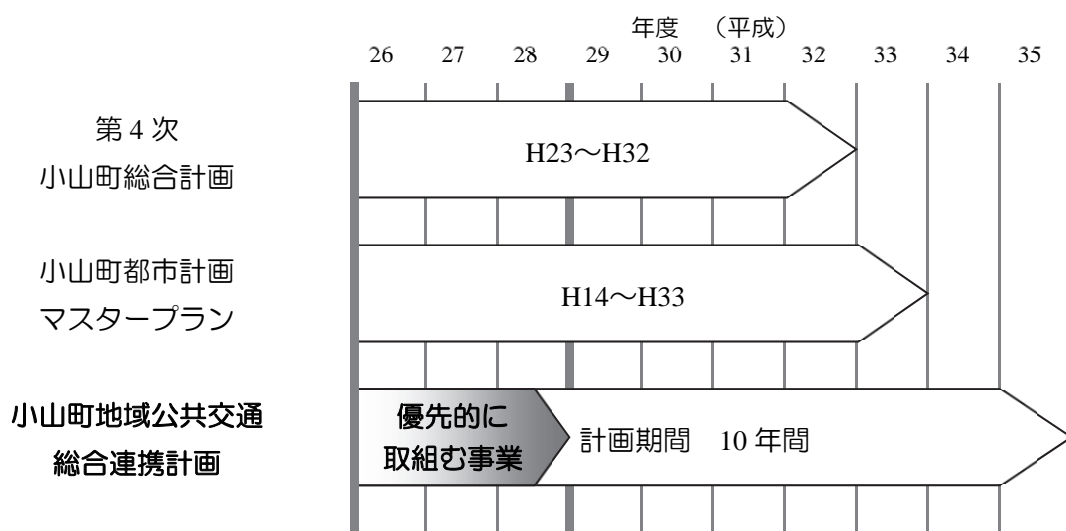 年度 (平成)
26 27 28 29 30 31 32 33 34 35
第4次
小山町総合計画
H23～H32
小山町都市計画
マスタープラン
H14～H33
小山町地域公共交通
総合連携計画
優先的に
取組む事業
計画期間 10年間